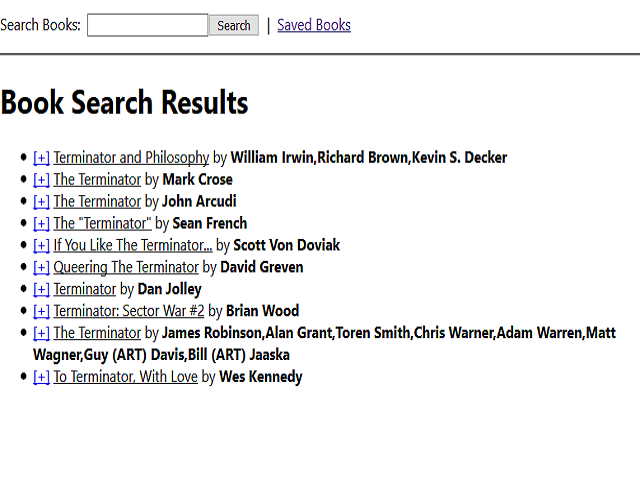 Search Books: Search | Saved Books
Book Search Results
• [+] Terminator and Philosophy by William Irwin,Richard Brown,Kevin S. Decker
• [+] The Terminator by Mark Crose
• [+] The Terminator by John Arcudi
• [+] The "Terminator" by Sean French
• [+] If You Like The Terminator... by Scott Von Doviak
• [+] Queering The Terminator by David Greven
• [+] Terminator by Dan Jolley
• [+] Terminator: Sector War #2 by Brian Wood
• [+] The Terminator by James Robinson,Alan Grant,Toren Smith,Chris Warner,Adam Warren,Matt
Wagner,Guy (ART) Davis,Bill (ART) Jaaska
• [+] To Terminator, With Love by Wes Kennedy